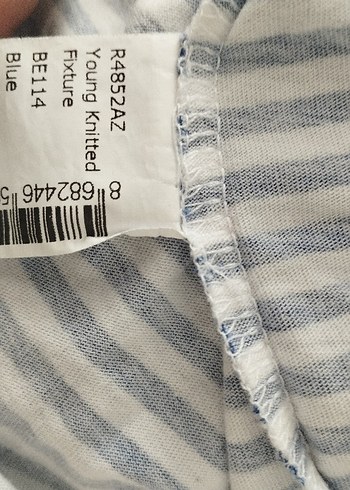 R4852AZ
Young Knitted
Fixture
BE114
Blue
8 682446 5